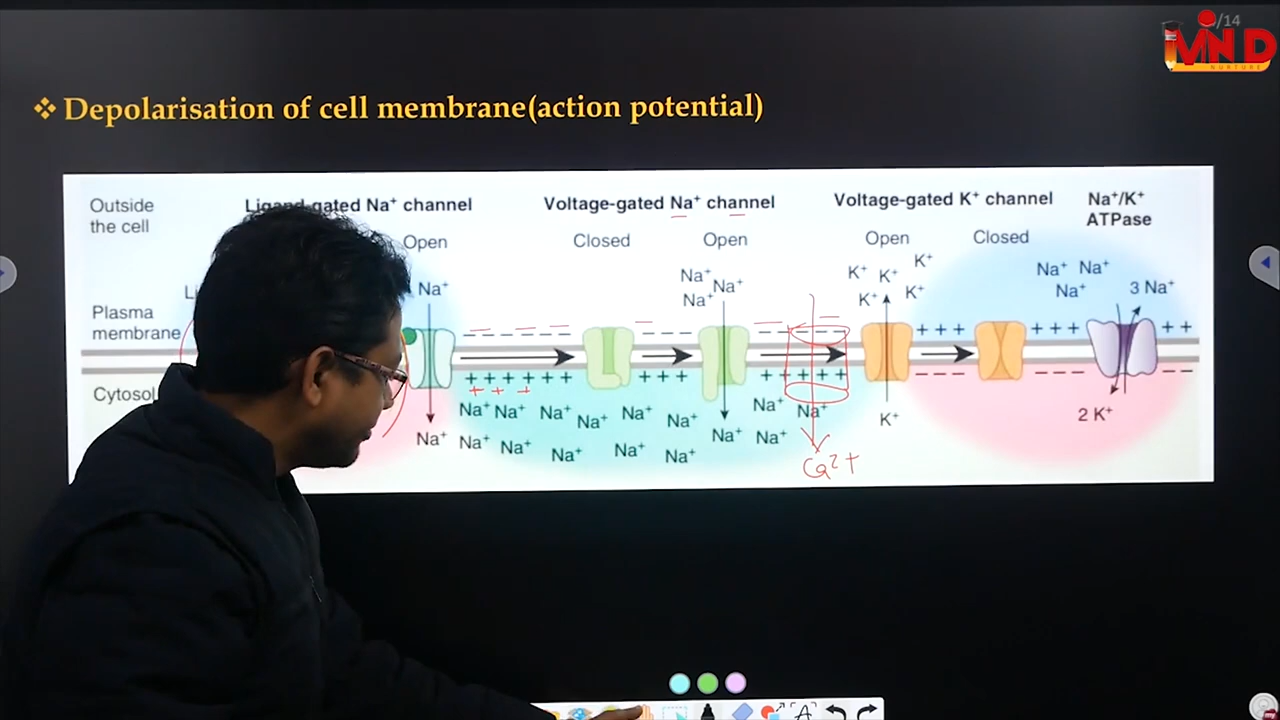 /14
MIND
NURTURE
❖ Depolarisation of cell membrane(action potential)
Outside the cell
Ligand-gated Na⁺ channel
Voltage-gated Na⁺ channel
Voltage-gated K⁺ channel
Na⁺/K⁺ ATPase
Open
Closed
Open
Open
Closed
Na⁺
Na⁺
Na⁺
Na⁺
K⁺ K⁺ K⁺
K⁺ K⁺
Na⁺ Na⁺
Na⁺
3 Na⁺
Plasma membrane
– – – – – –
– – –
– – –
+ + +
+ + +
+ +
+ + + + + +
+ + +
+ + + + +
– – –
– – –
– –
Cytosol
Na⁺ Na⁺ Na⁺ Na⁺ Na⁺ Na⁺ Na⁺ Na⁺
K⁺
2 K⁺
Na⁺ Na⁺ Na⁺ Na⁺ Na⁺ Na⁺ Na⁺ Na⁺
Ca²⁺